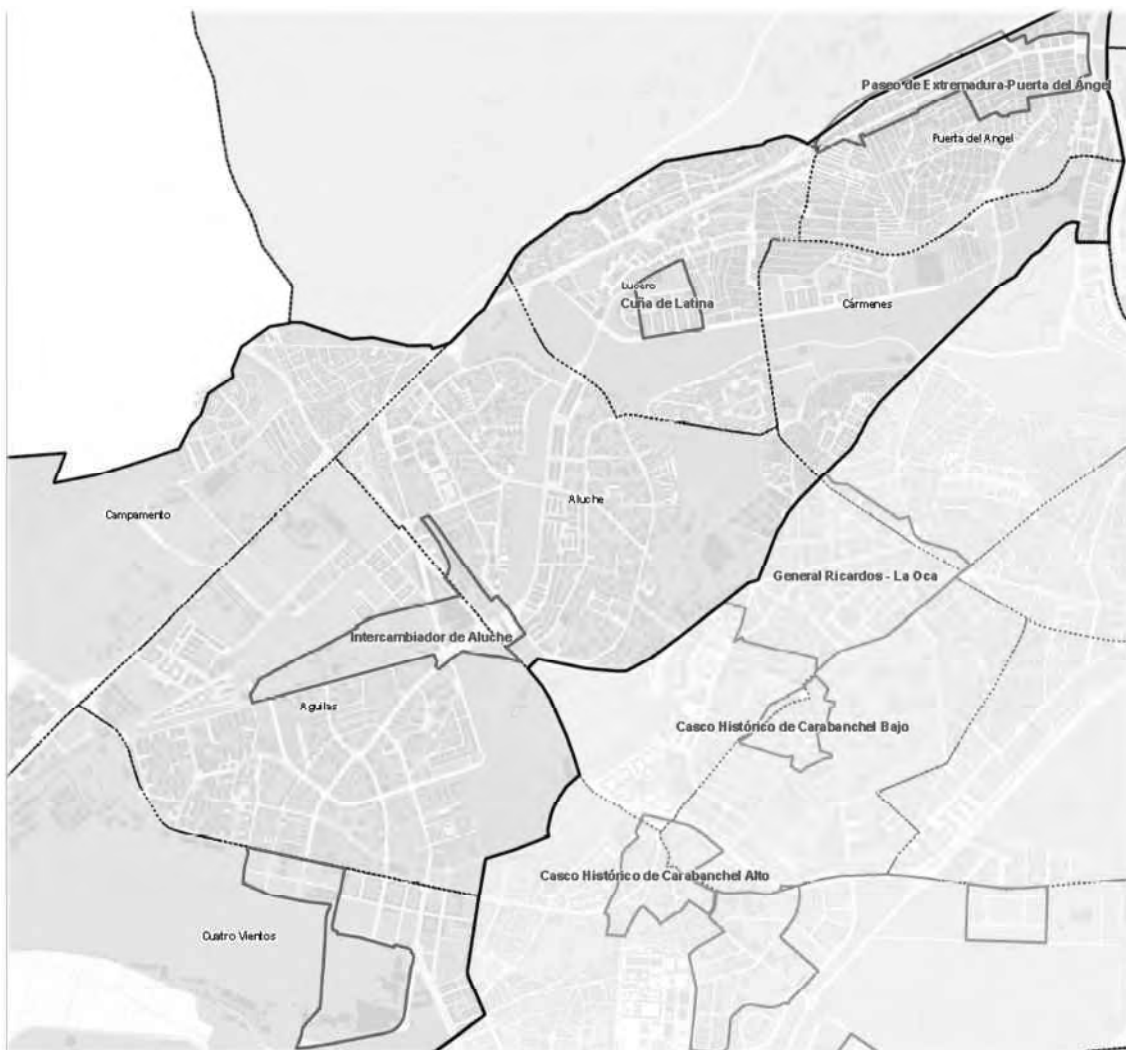 Paseo de Extremadura-Puerta del Ángel
Puerta del Angel
Lucero
Cuña de Latina
Cármenes
Aluche
Campamento
General Ricardos - La Oca
Intercambiador de Aluche
Aguilas
Casco Histórico de Carabanchel Bajo
Casco Histórico de Carabanchel Alto
Cuatro Vientos